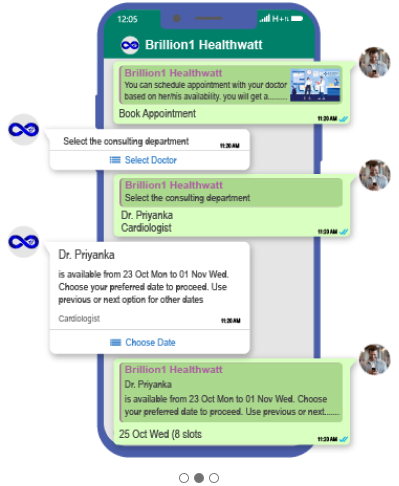 12:05
H+
Brillion1 Healthwatt
Brillion1 Healthwatt
You can schedule appointment with your doctor
based on her/his availability. you will get a........
Book Appointment
11:20 AM
Select the consulting department
11:20 AM
Select Doctor
Brillion1 Healthwatt
Select the consulting department
Dr. Priyanka
Cardiologist
11:20 AM
Dr. Priyanka
is available from 23 Oct Mon to 01 Nov Wed.
Choose your preferred date to proceed. Use
previous or next option for other dates
Cardiologist
11:20 AM
Choose Date
Brillion1 Healthwatt
Dr. Priyanka
is available from 23 Oct Mon to 01 Nov Wed. Choose
your preferred date to proceed. Use previous or next......
25 Oct Wed (8 slots
11:20 AM